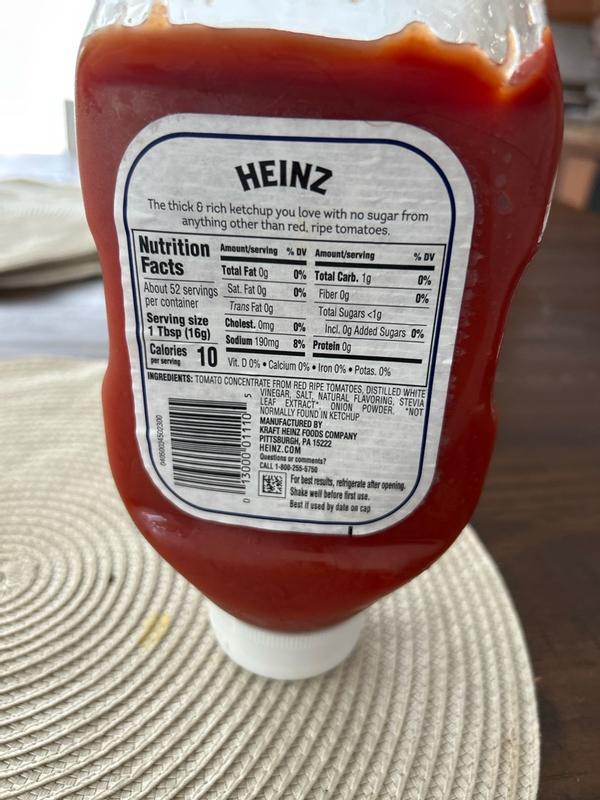 HEINZ
The thick & rich ketchup you love with no sugar from
anything other than red, ripe tomatoes.
Nutrition
Facts
About 52 servings
per container
Serving size
1 Tbsp (16g)
Calories 10
per serving
Amount/serving % DV
Total Fat 0g 0%
Sat. Fat 0g 0%
Trans Fat 0g
Cholest. 0mg 0%
Sodium 190mg 8%
Amount/serving % DV
Total Carb. 1g 0%
Fiber 0g 0%
Total Sugars <1g
Incl. 0g Added Sugars 0%
Protein 0g
Vit. D 0% • Calcium 0% • Iron 0% • Potas. 0%
INGREDIENTS: TOMATO CONCENTRATE FROM RED RIPE TOMATOES, DISTILLED WHITE
VINEGAR, SALT, NATURAL FLAVORING, STEVIA
LEAF EXTRACT*, ONION POWDER, *NOT
NORMALLY FOUND IN KETCHUP
MANUFACTURED BY
KRAFT HEINZ FOODS COMPANY
PITTSBURGH, PA 15222
HEINZ.COM
Questions or comments?
CALL 1-800-255-5750
For best results, refrigerate after opening.
Shake well before first use.
Best if used by date on cap
0 13000 01110 5